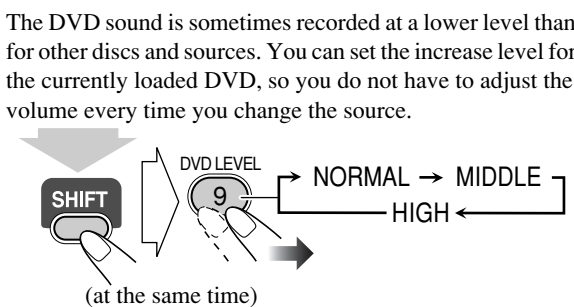 The DVD sound is sometimes recorded at a lower level than
for other discs and sources. You can set the increase level for
the currently loaded DVD, so you do not have to adjust the
volume every time you change the source.
DVD LEVEL
SHIFT
9
NORMAL → MIDDLE
HIGH
(at the same time)